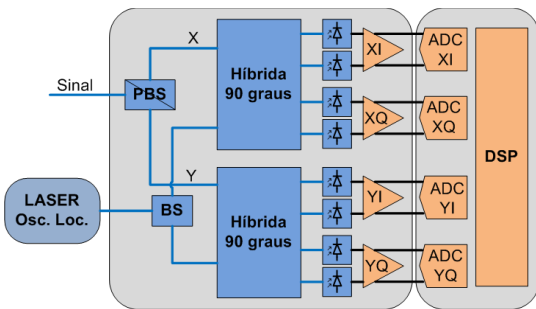 X
Sinal
PBS
Y
LASER
Osc. Loc.
BS
Híbrida
90 graus
Híbrida
90 graus
XI
XQ
YI
YQ
ADC
XI
ADC
XQ
ADC
YI
ADC
YQ
DSP